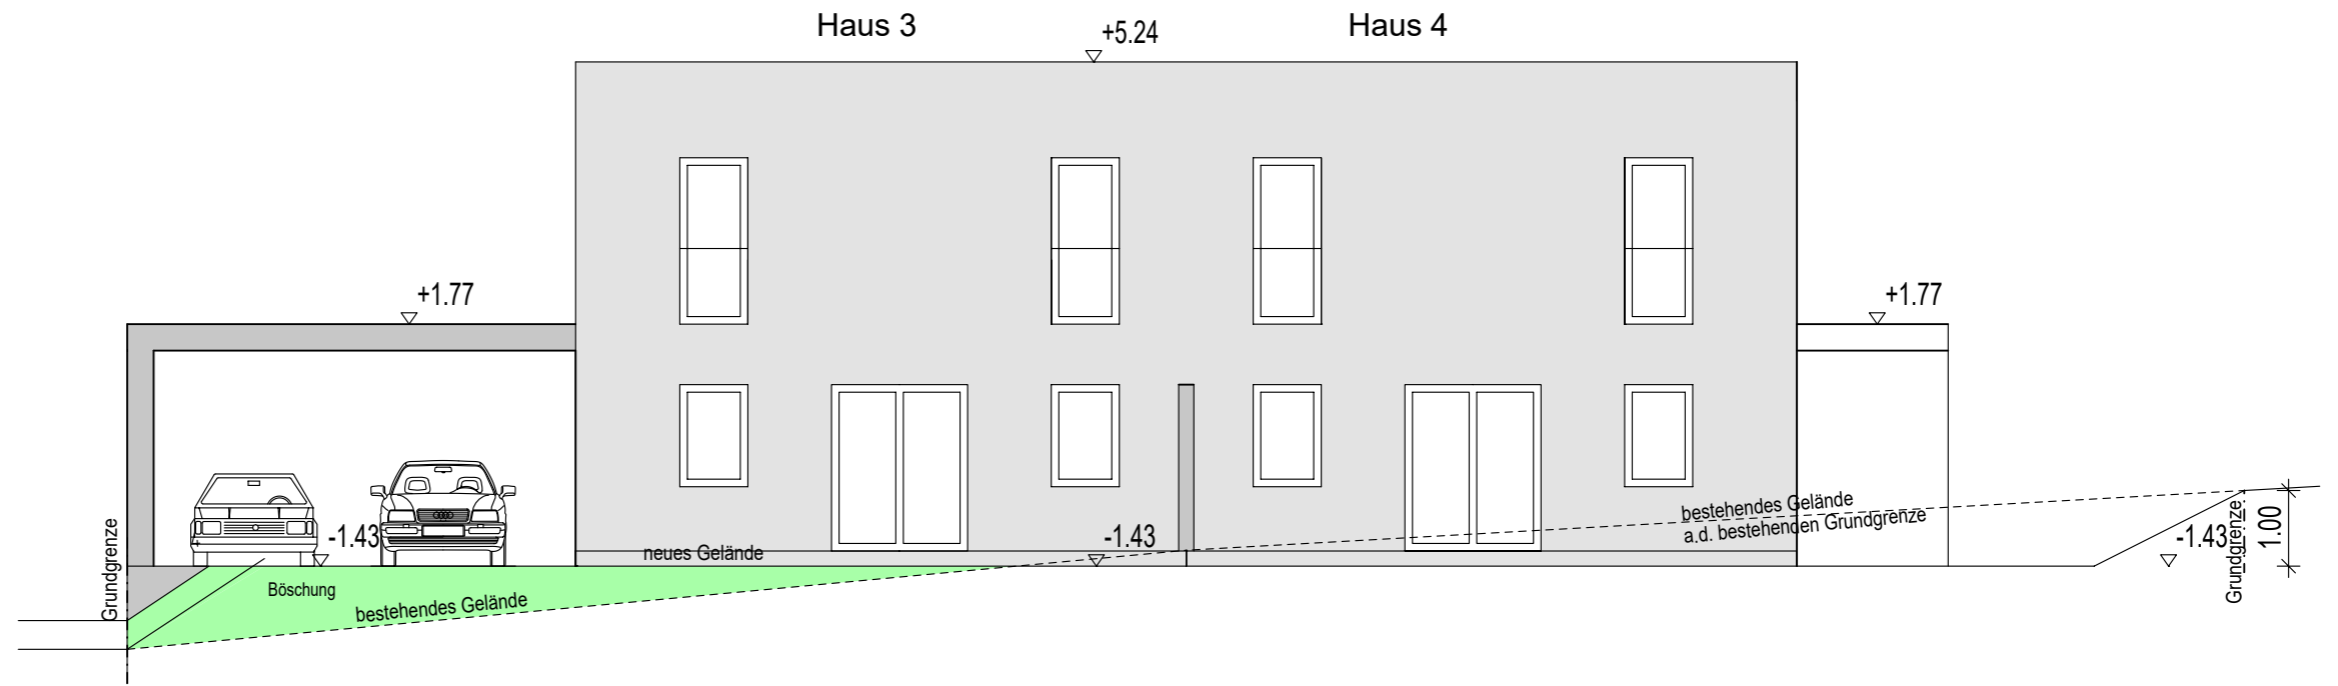 Haus 3
Haus 4
+5.24
+1.77
+1.77
Grundgrenze
-1.43
neues Gelände
-1.43
bestehendes Gelände
a.d. bestehenden Grundgrenze
-1.43
Grundgrenze
1.00
Böschung
bestehendes Gelände